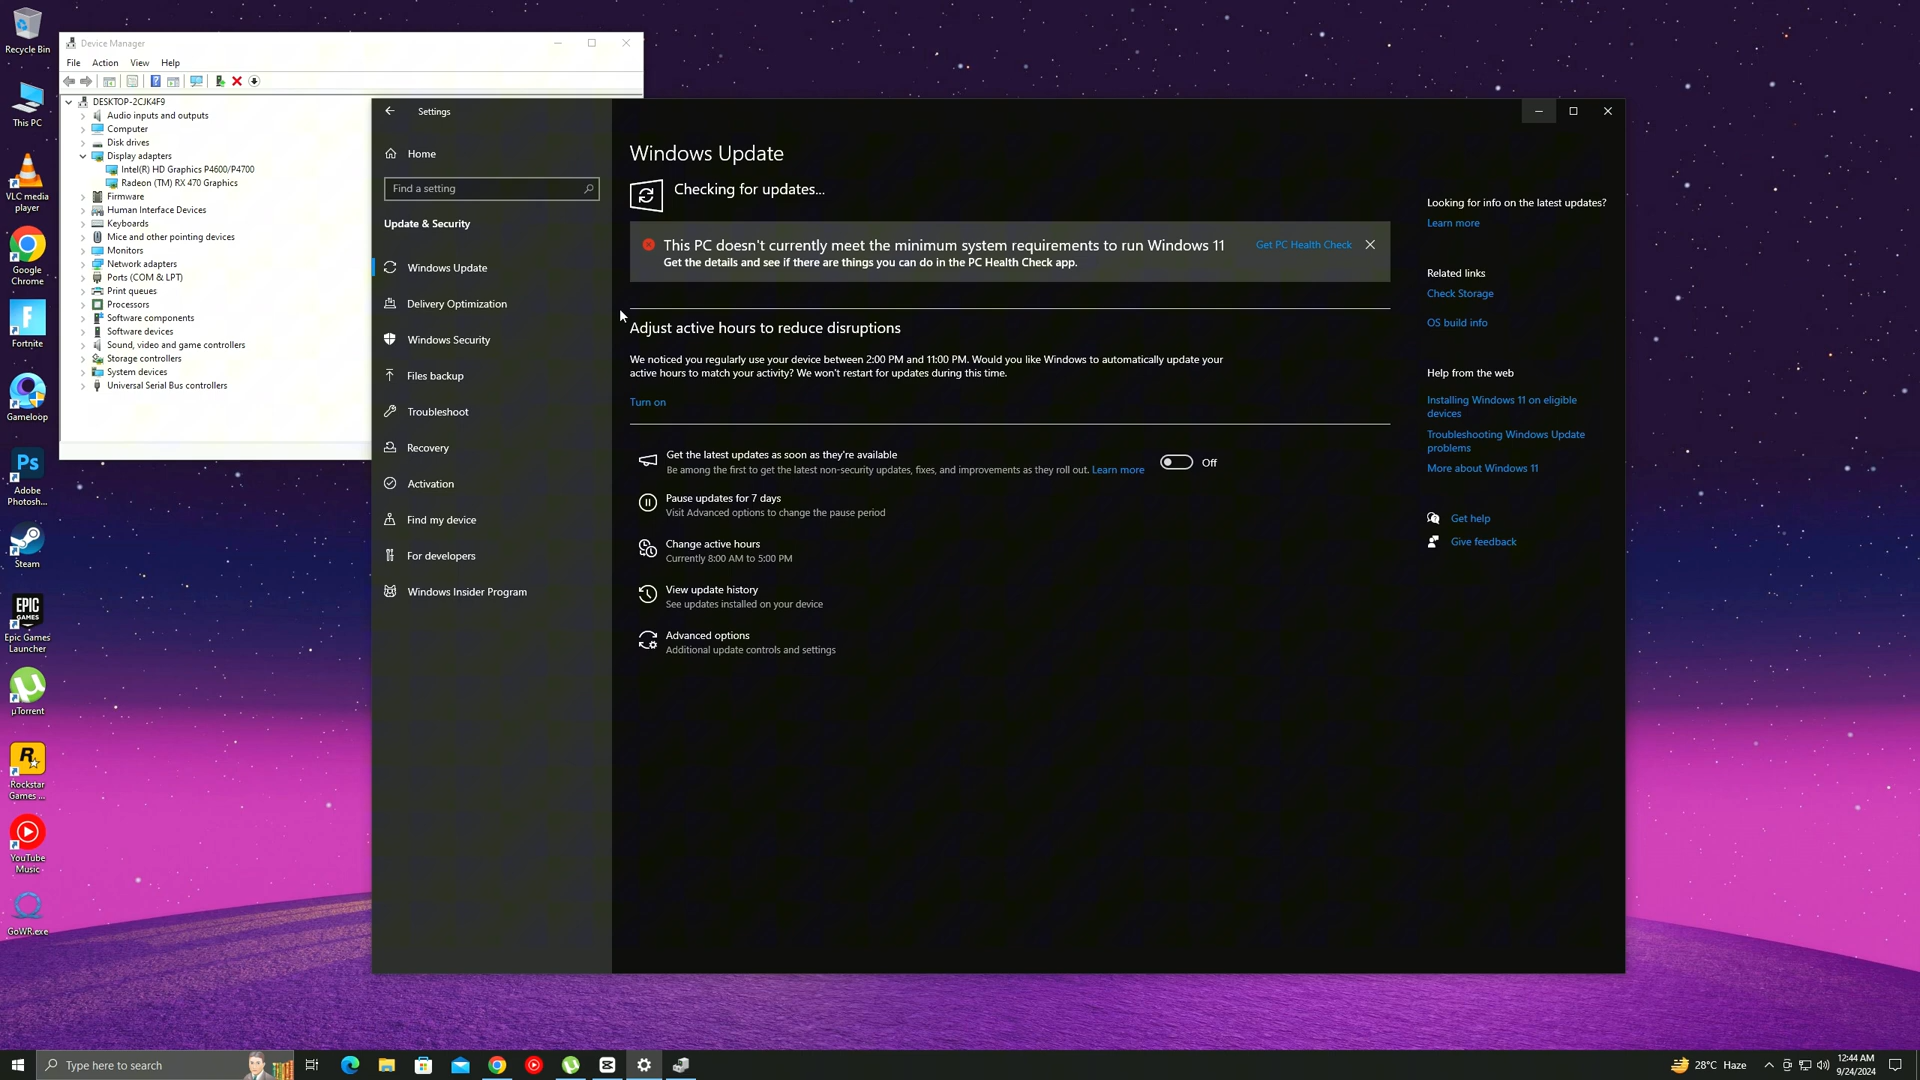 Recycle Bin
This PC
VLC media
player
Google
Chrome
Fortnite
Gameloop
Adobe
Photosh...
Steam
EPIC
GAMES
Epic Games
Launcher
µTorrent
Rockstar
Games ...
YouTube
Music
GoWR.exe
Device Manager
File Action View Help
DESKTOP-2CJK4F9
Audio inputs and outputs
Computer
Disk drives
Display adapters
Intel(R) HD Graphics P4600/P4700
Radeon (TM) RX 470 Graphics
Firmware
Human Interface Devices
Keyboards
Mice and other pointing devices
Monitors
Network adapters
Ports (COM & LPT)
Print queues
Processors
Software components
Software devices
Sound, video and game controllers
Storage controllers
System devices
Universal Serial Bus controllers
Settings
Home
Find a setting
Update & Security
Windows Update
Delivery Optimization
Windows Security
Files backup
Troubleshoot
Recovery
Activation
Find my device
For developers
Windows Insider Program
Windows Update
Checking for updates...
This PC doesn't currently meet the minimum system requirements to run Windows 11
Get the details and see if there are things you can do in the PC Health Check app.
Get PC Health Check
Adjust active hours to reduce disruptions
We noticed you regularly use your device between 2:00 PM and 11:00 PM. Would you like Windows to automatically update your
active hours to match your activity? We won't restart for updates during this time.
Turn on
Get the latest updates as soon as they're available
Be among the first to get the latest non-security updates, fixes, and improvements as they roll out. Learn more
Off
Pause updates for 7 days
Visit Advanced options to change the pause period
Change active hours
Currently 8:00 AM to 5:00 PM
View update history
See updates installed on your device
Advanced options
Additional update controls and settings
Looking for info on the latest updates?
Learn more
Related links
Check Storage
OS build info
Help from the web
Installing Windows 11 on eligible
devices
Troubleshooting Windows Update
problems
More about Windows 11
Get help
Give feedback
Type here to search
28°C Haze
12:44 AM
9/24/2024